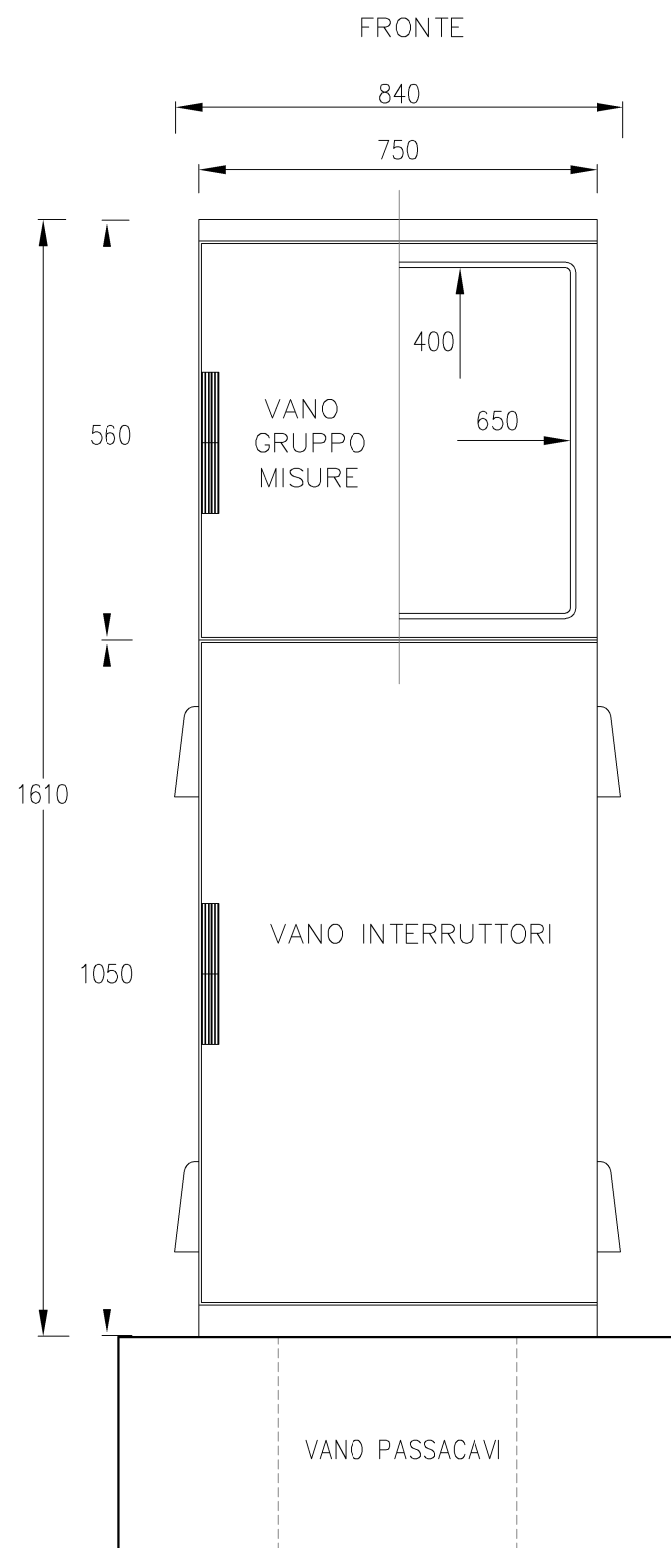 FRONTE
840
750
400
650
VANO
GRUPPO
MISURE
560
1610
VANO INTERRUTTORI
1050
VANO PASSACAVI